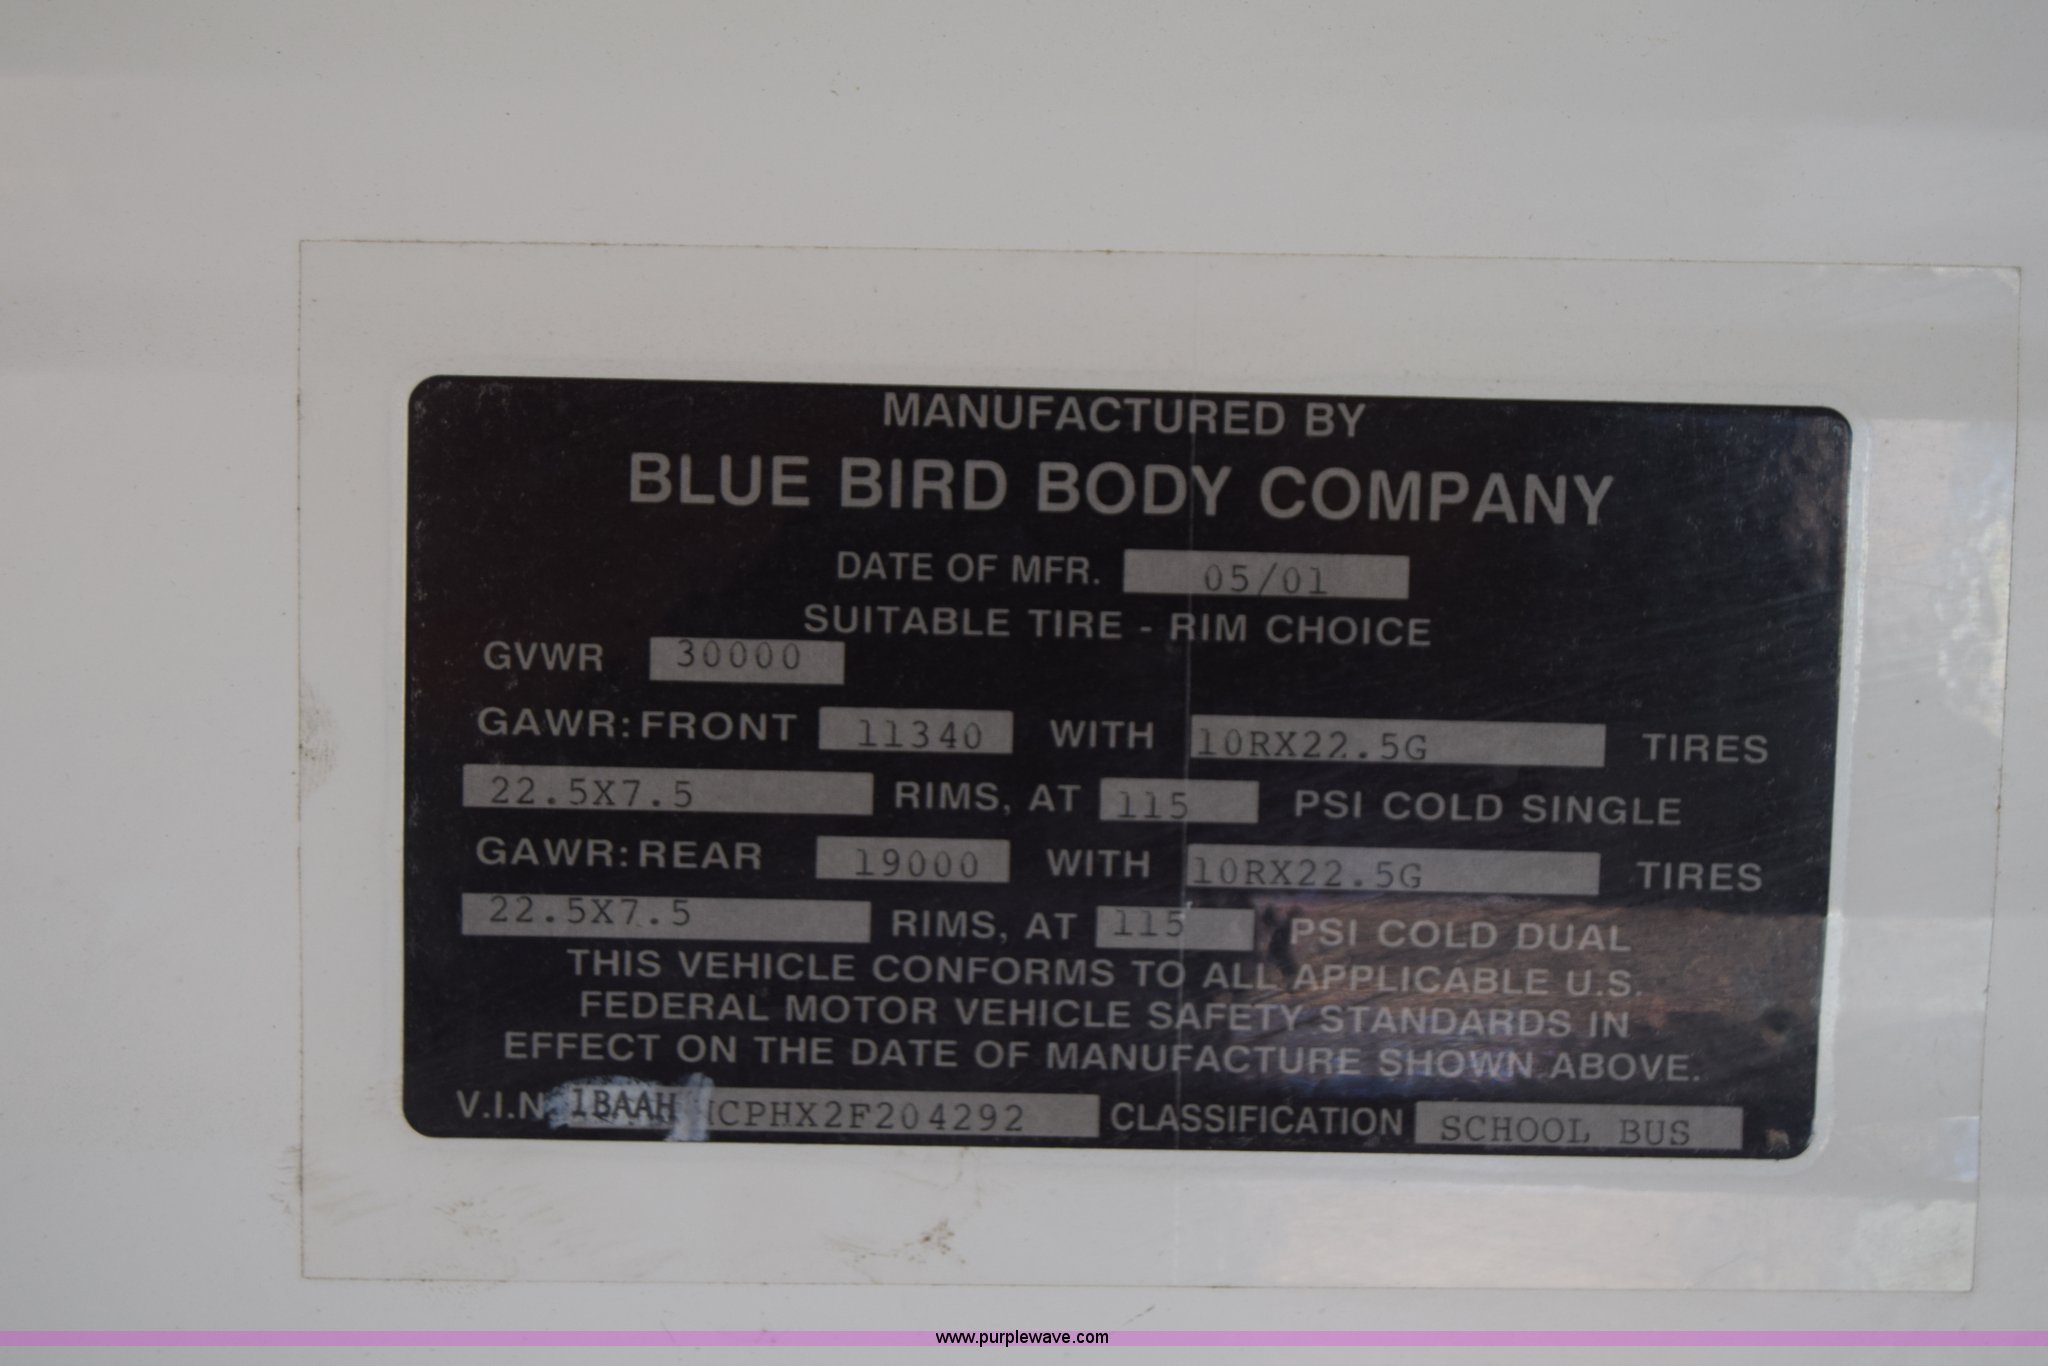 MANUFACTURED BY
BLUE BIRD BODY COMPANY
DATE OF MFR. 05/01
SUITABLE TIRE - RIM CHOICE
GVWR 30000
GAWR: FRONT 11340 WITH 10RX22.5G TIRES
22.5X7.5 RIMS, AT 115 PSI COLD SINGLE
GAWR: REAR 19000 WITH 10RX22.5G TIRES
22.5X7.5 RIMS, AT 115 PSI COLD DUAL
THIS VEHICLE CONFORMS TO ALL APPLICABLE U.S.
FEDERAL MOTOR VEHICLE SAFETY STANDARDS IN
EFFECT ON THE DATE OF MANUFACTURE SHOWN ABOVE.
V.I.N. CLASSIFICATION SCHOOL BUS
www.purplewave.com